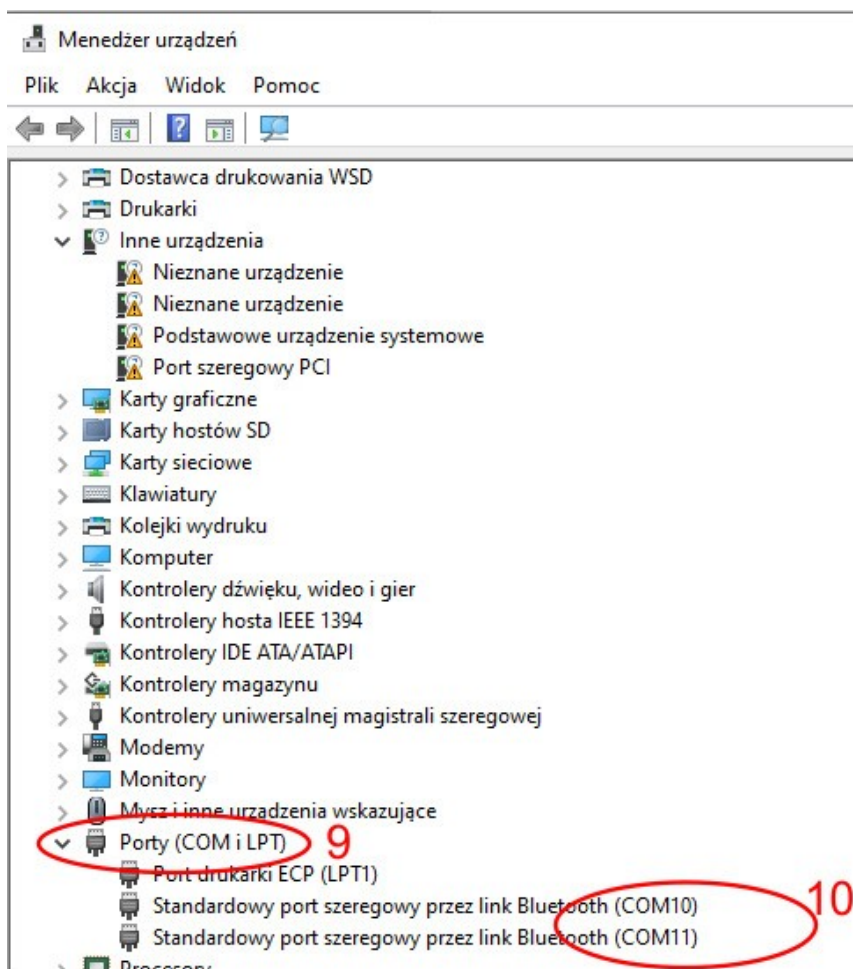 Menedżer urządzeń
Plik Akcja Widok Pomoc
Dostawca drukowania WSD
Drukarki
Inne urządzenia
Nieznane urządzenie
Nieznane urządzenie
Podstawowe urządzenie systemowe
Port szeregowy PCI
Karty graficzne
Karty hostów SD
Karty sieciowe
Klawiatury
Kolejki wydruku
Komputer
Kontrolery dźwięku, wideo i gier
Kontrolery hosta IEEE 1394
Kontrolery IDE ATA/ATAPI
Kontrolery magazynu
Kontrolery uniwersalnej magistrali szeregowej
Modemy
Monitory
Mysz i inne urządzenia wskazujące
Porty (COM i LPT) 9
Port drukarki ECP (LPT1)
Standardowy port szeregowy przez link Bluetooth (COM10) 10
Standardowy port szeregowy przez link Bluetooth (COM11)
Procesory